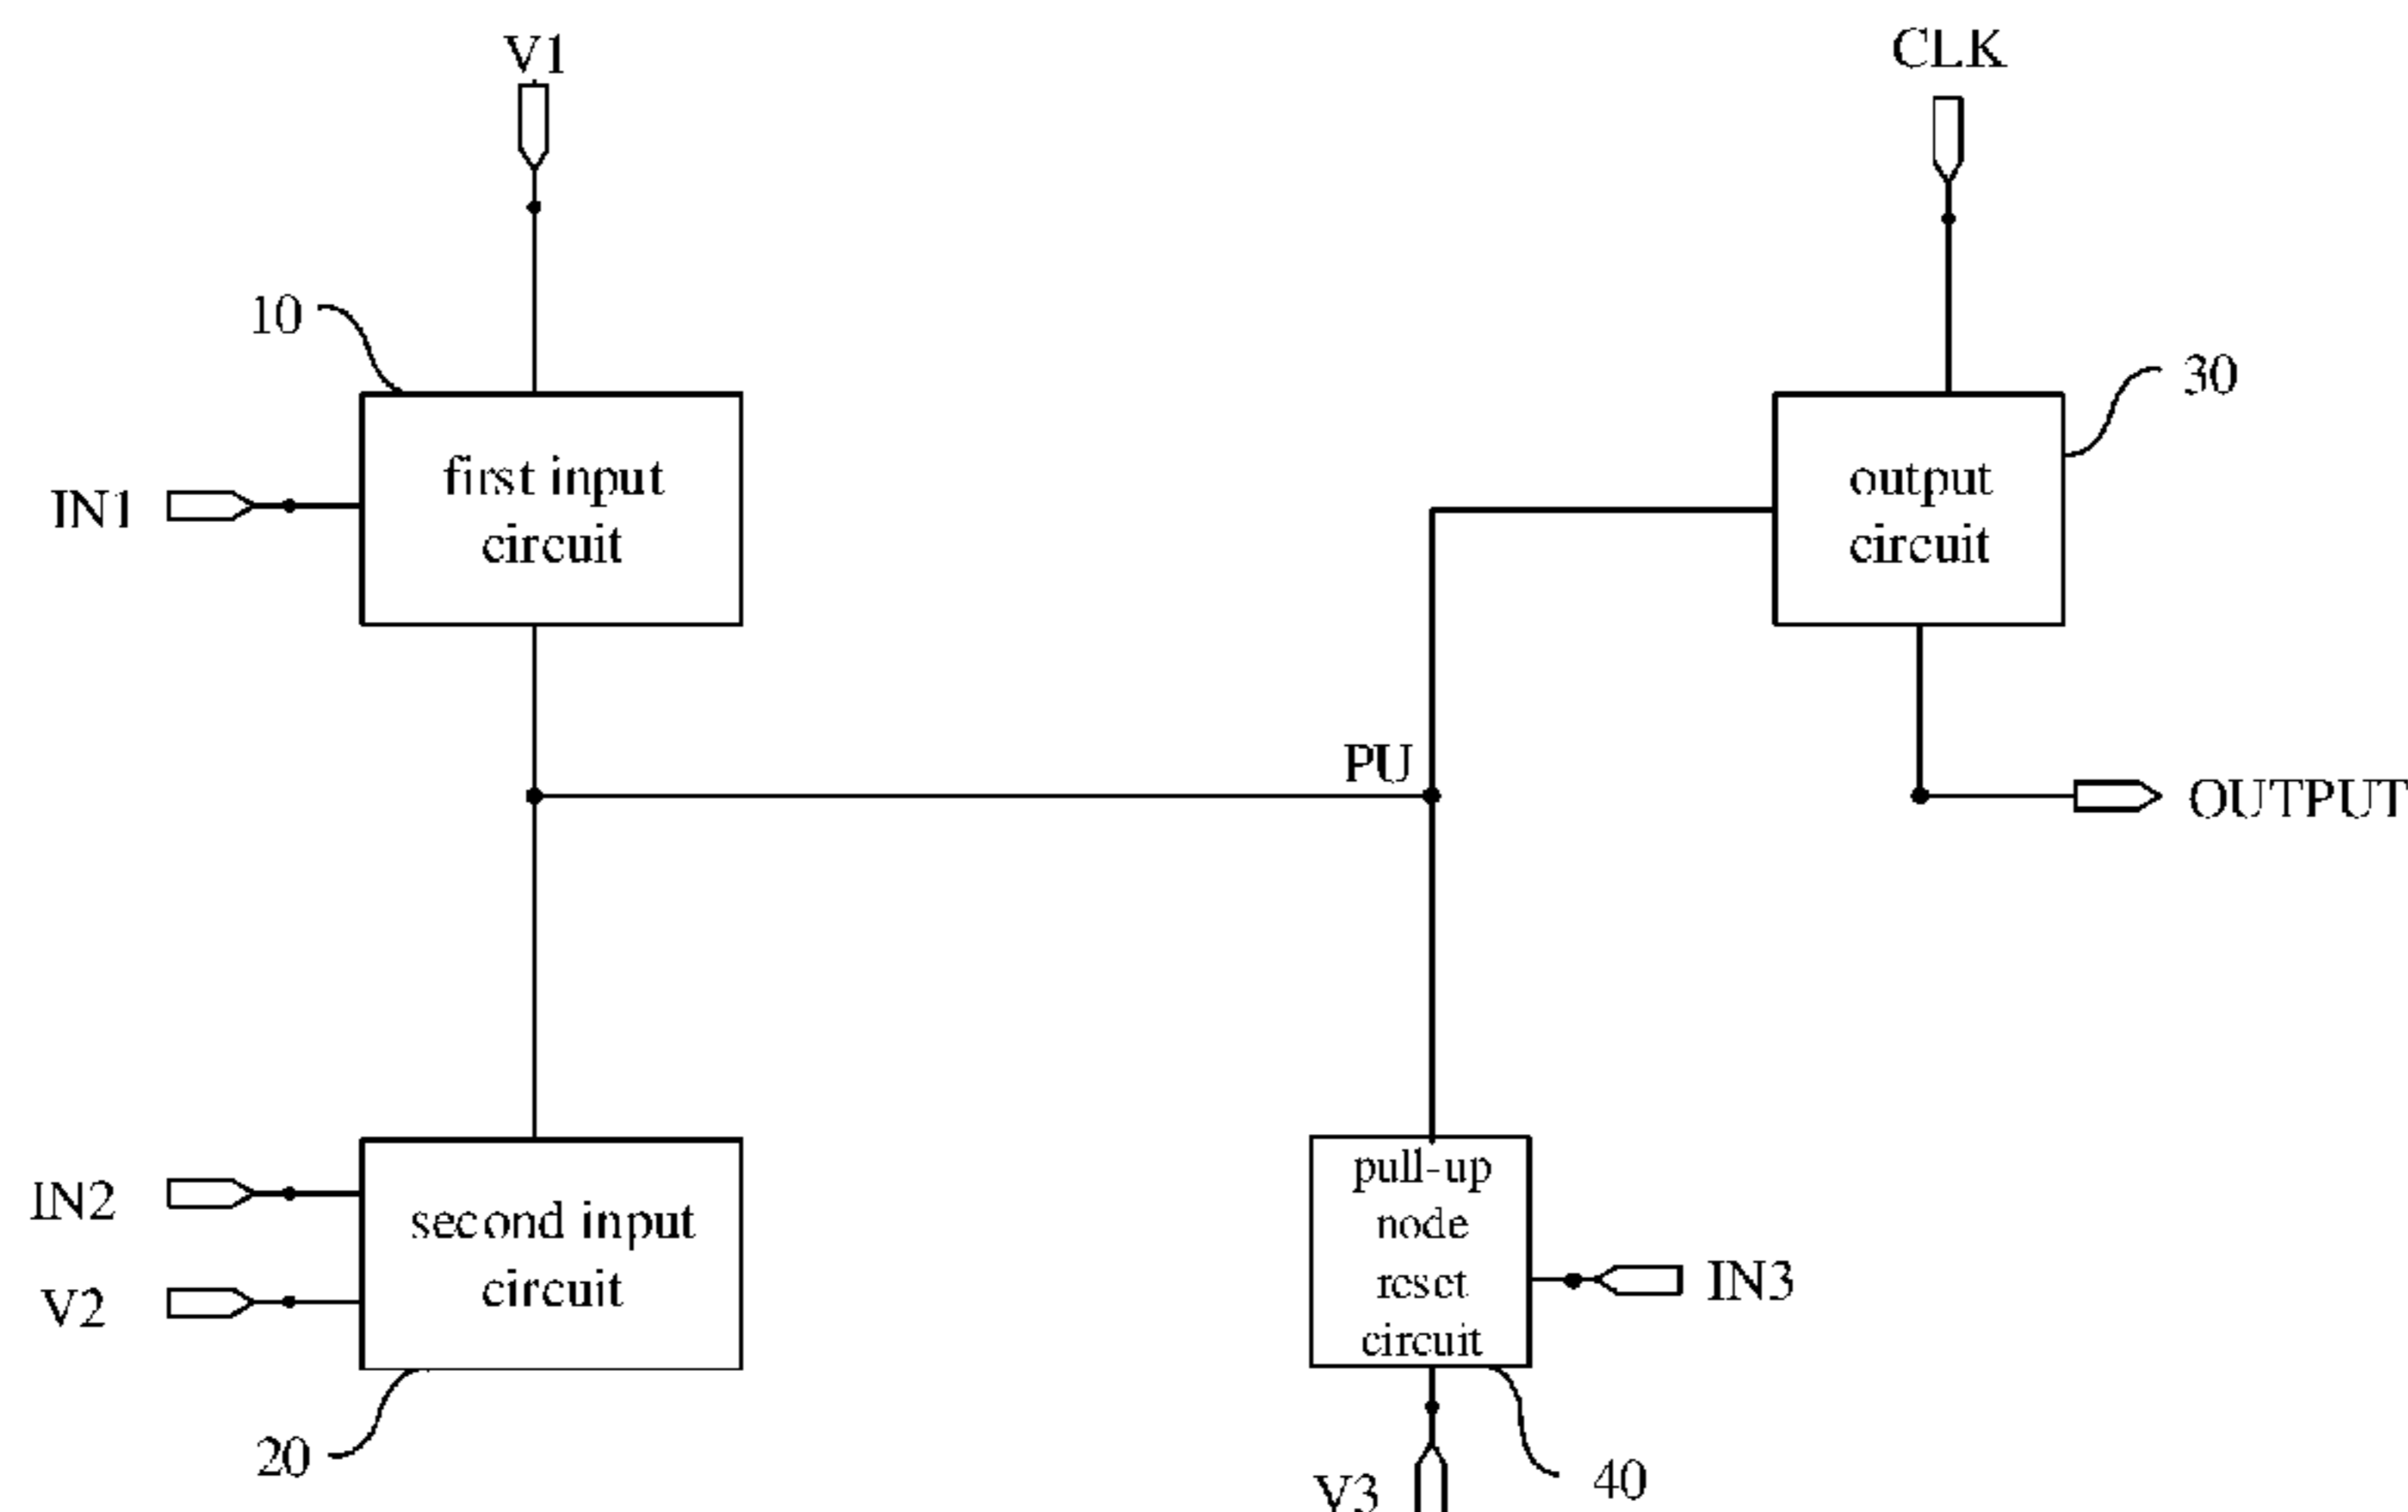 V1
CLK
10
30
first input
circuit
output
circuit
IN1
PU
OUTPUT
IN2
second input
circuit
V2
pull-up
node
reset
circuit
IN3
20
40
V3